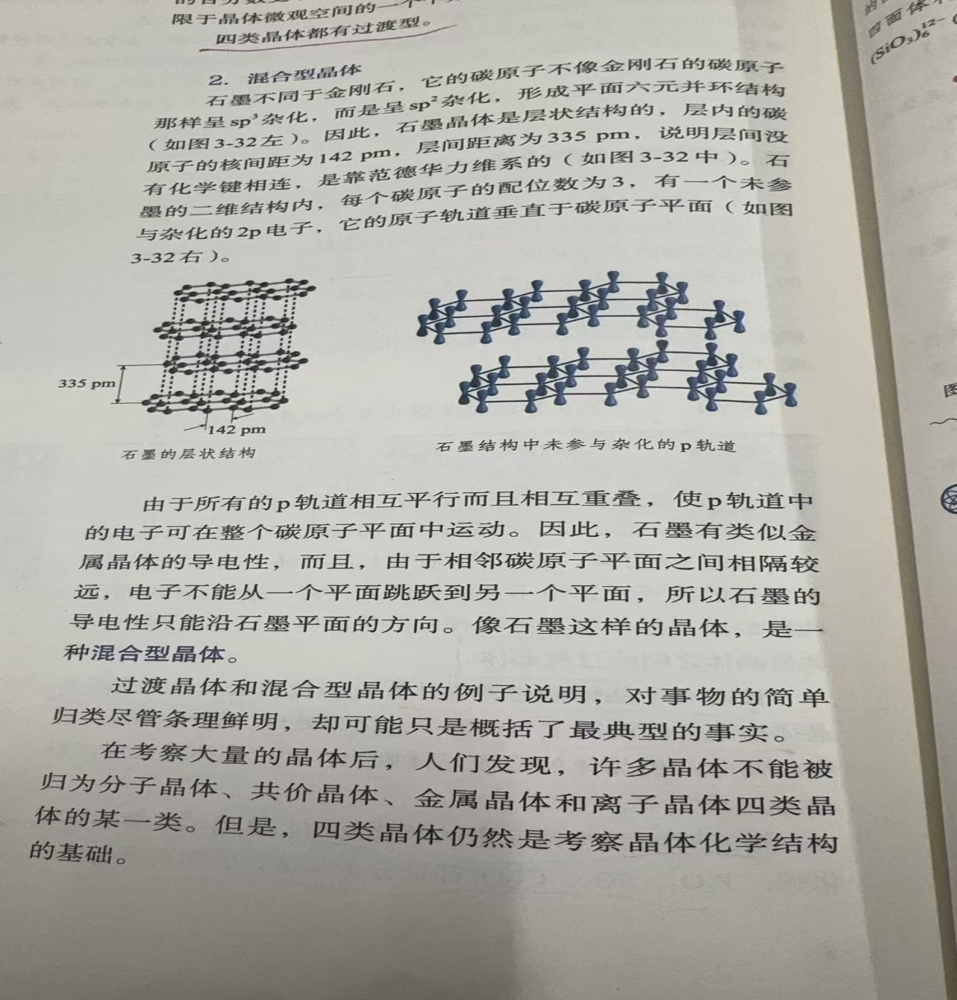 限于晶体微观空间的一个
四类晶体都有过渡型。
2. 混合型晶体
石墨不同于金刚石，它的碳原子不像金刚石的碳原子
那样呈sp³杂化，而是呈sp²杂化，形成平面六元并环结构
（如图3-32左）。因此，石墨晶体是层状结构的，层内的碳
原子的核间距为142 pm，层间距离为335 pm，说明层间没
有化学键相连，是靠范德华力维系的（如图3-32中）。石
墨的二维结构内，每个碳原子的配位数为3，有一个未参
与杂化的2p电子，它的原子轨道垂直于碳原子平面（如图
3-32右）。
335 pm
142 pm
石墨的层状结构
石墨结构中未参与杂化的p轨道
由于所有的p轨道相互平行而且相互重叠，使p轨道中
的电子可在整个碳原子平面中运动。因此，石墨有类似金
属晶体的导电性，而且，由于相邻碳原子平面之间相隔较
远，电子不能从一个平面跳跃到另一个平面，所以石墨的
导电性只能沿石墨平面的方向。像石墨这样的晶体，是一
种混合型晶体。
过渡晶体和混合型晶体的例子说明，对事物的简单
归类尽管条理鲜明，却可能只是概括了最典型的事实。
在考察大量的晶体后，人们发现，许多晶体不能被
归为分子晶体、共价晶体、金属晶体和离子晶体四类晶
体的某一类。但是，四类晶体仍然是考察晶体化学结构
的基础。
四面体
(SiO₃)₆¹²⁻
图